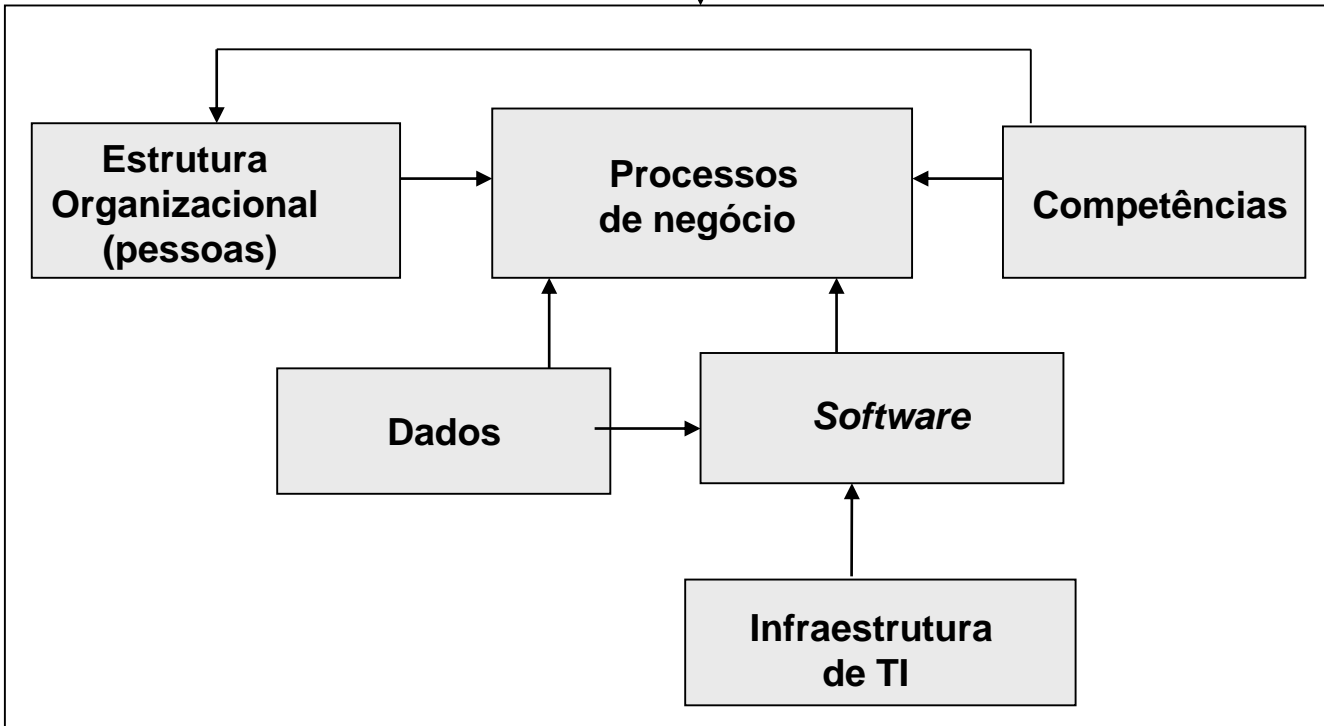 Estrutura
Organizacional
(pessoas)
Processos
de negócio
Competências
Dados
Software
Infraestrutura
de TI